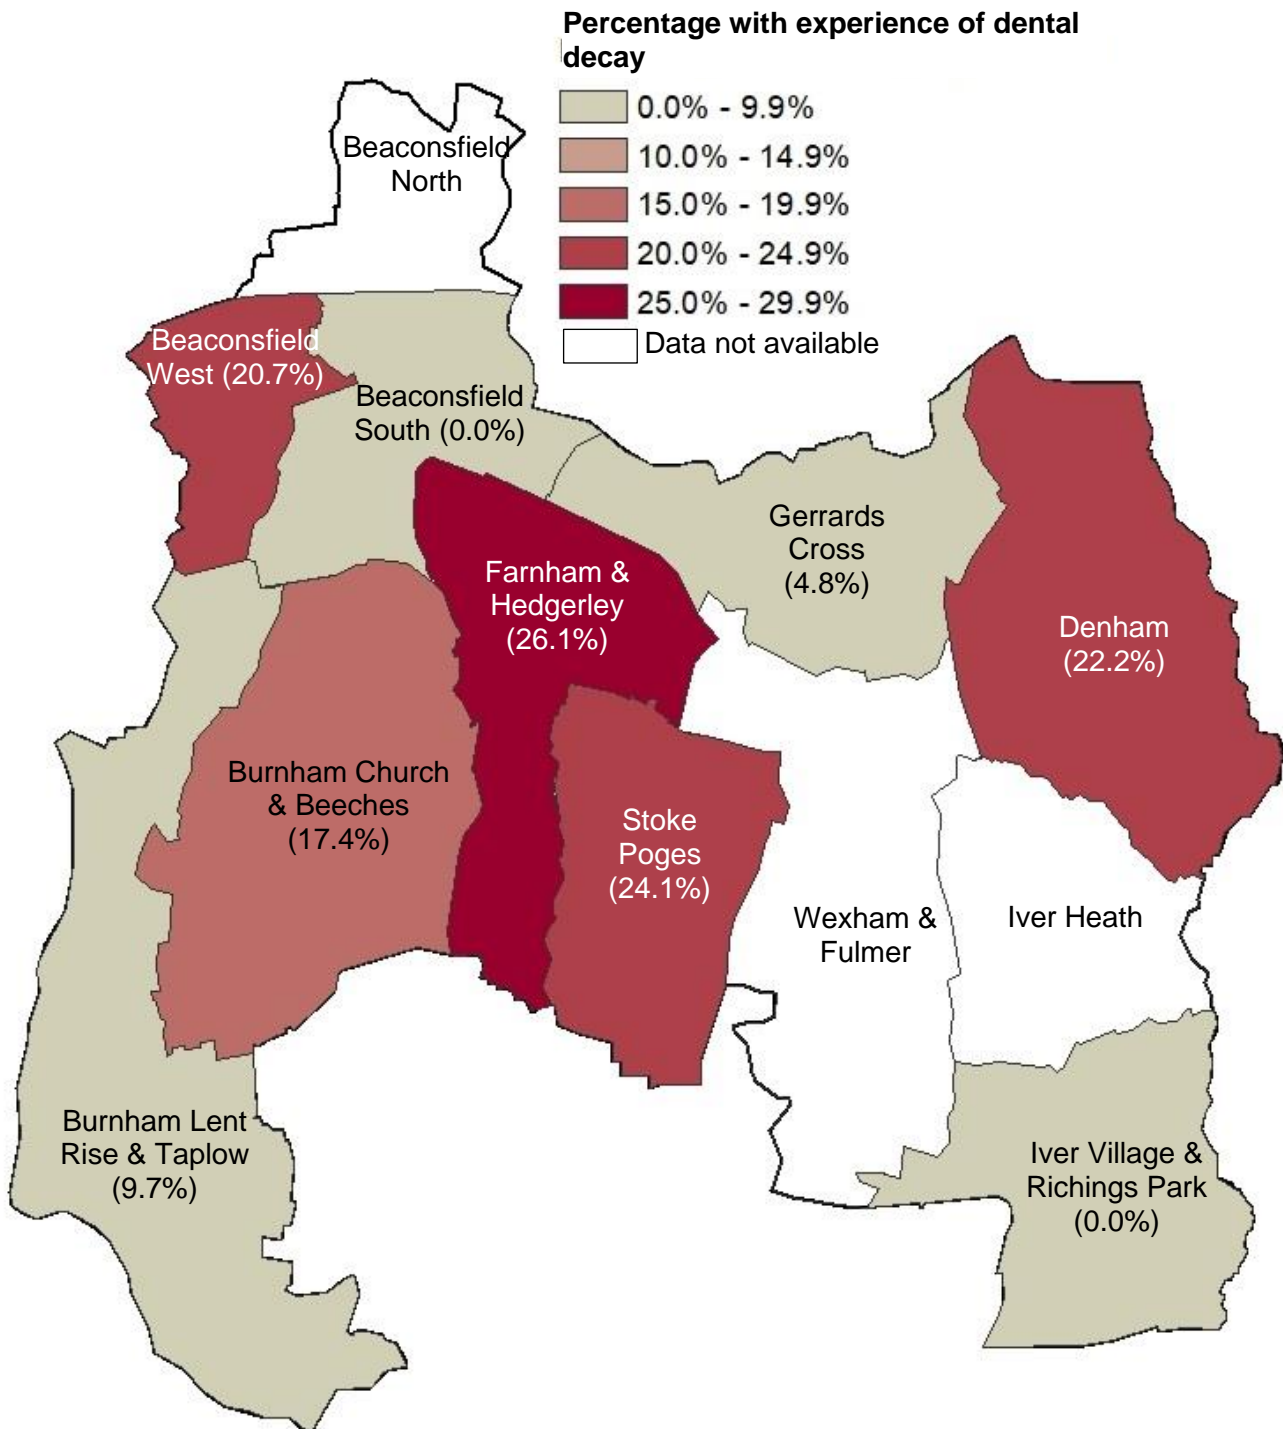 Percentage with experience of dental
decay
0.0% - 9.9%
10.0% - 14.9%
15.0% - 19.9%
20.0% - 24.9%
25.0% - 29.9%
Data not available
Beaconsfield
North
Beaconsfield
West (20.7%)
Beaconsfield
South (0.0%)
Gerrards
Cross
(4.8%)
Farnham &
Hedgerley
(26.1%)
Denham
(22.2%)
Burnham Church
& Beeches
(17.4%)
Stoke
Poges
(24.1%)
Wexham &
Fulmer
Iver Heath
Burnham Lent
Rise & Taplow
(9.7%)
Iver Village &
Richings Park
(0.0%)